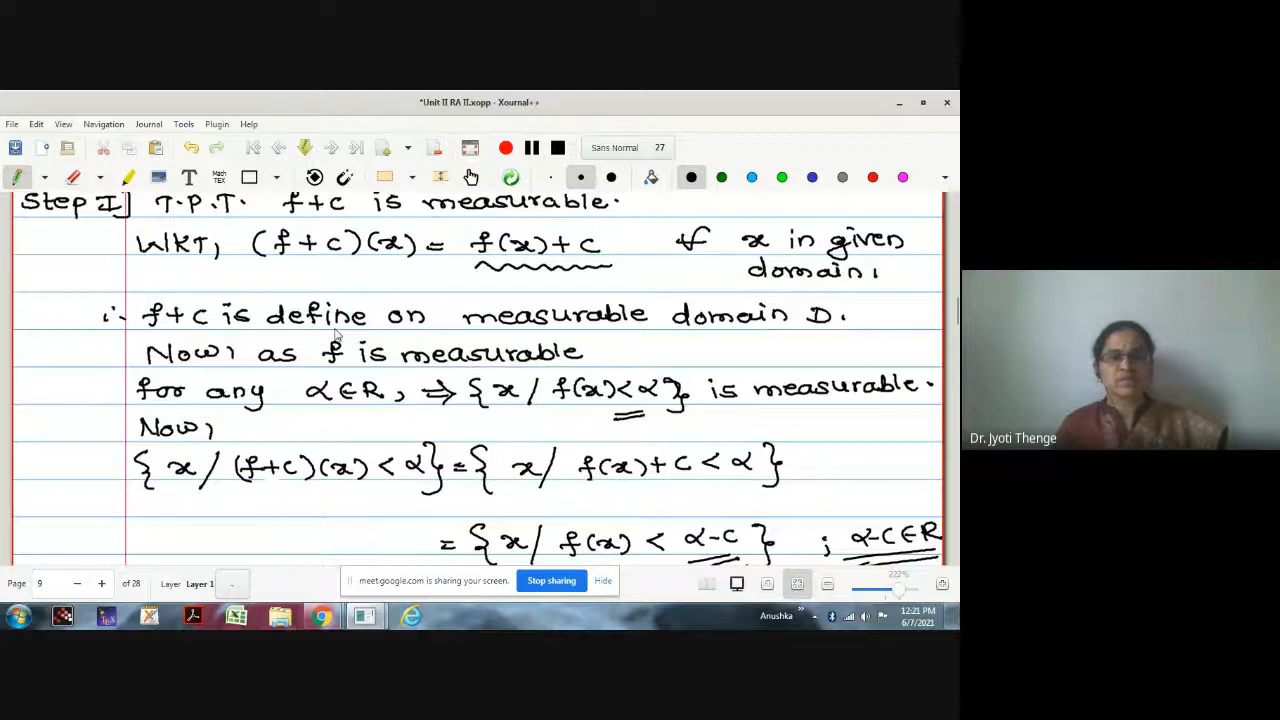 *Unit II RA II.xopp - Xournal++
File Edit View Navigation Journal Tools Plugin Help
Sans Normal 27
Math TEX
Step I] T.P.T. f+c is measurable.
WKT, (f+c)(x) = f(x)+c ∀ x in given
domain.
∴ f+c is define on measurable domain D.
Now, as f is measurable
for any α∈R, ⇒ {x / f(x)<α} is measurable.
Now,
{x / (f+c)(x) < α} = {x / f(x)+c < α}
= {x / f(x) < α-c} ; α-c∈R
Page 9 of 28 Layer Layer 1 222%
meet.google.com is sharing your screen. Stop sharing Hide
Anushka 12:21 PM
6/7/2021
Dr. Jyoti Thenge